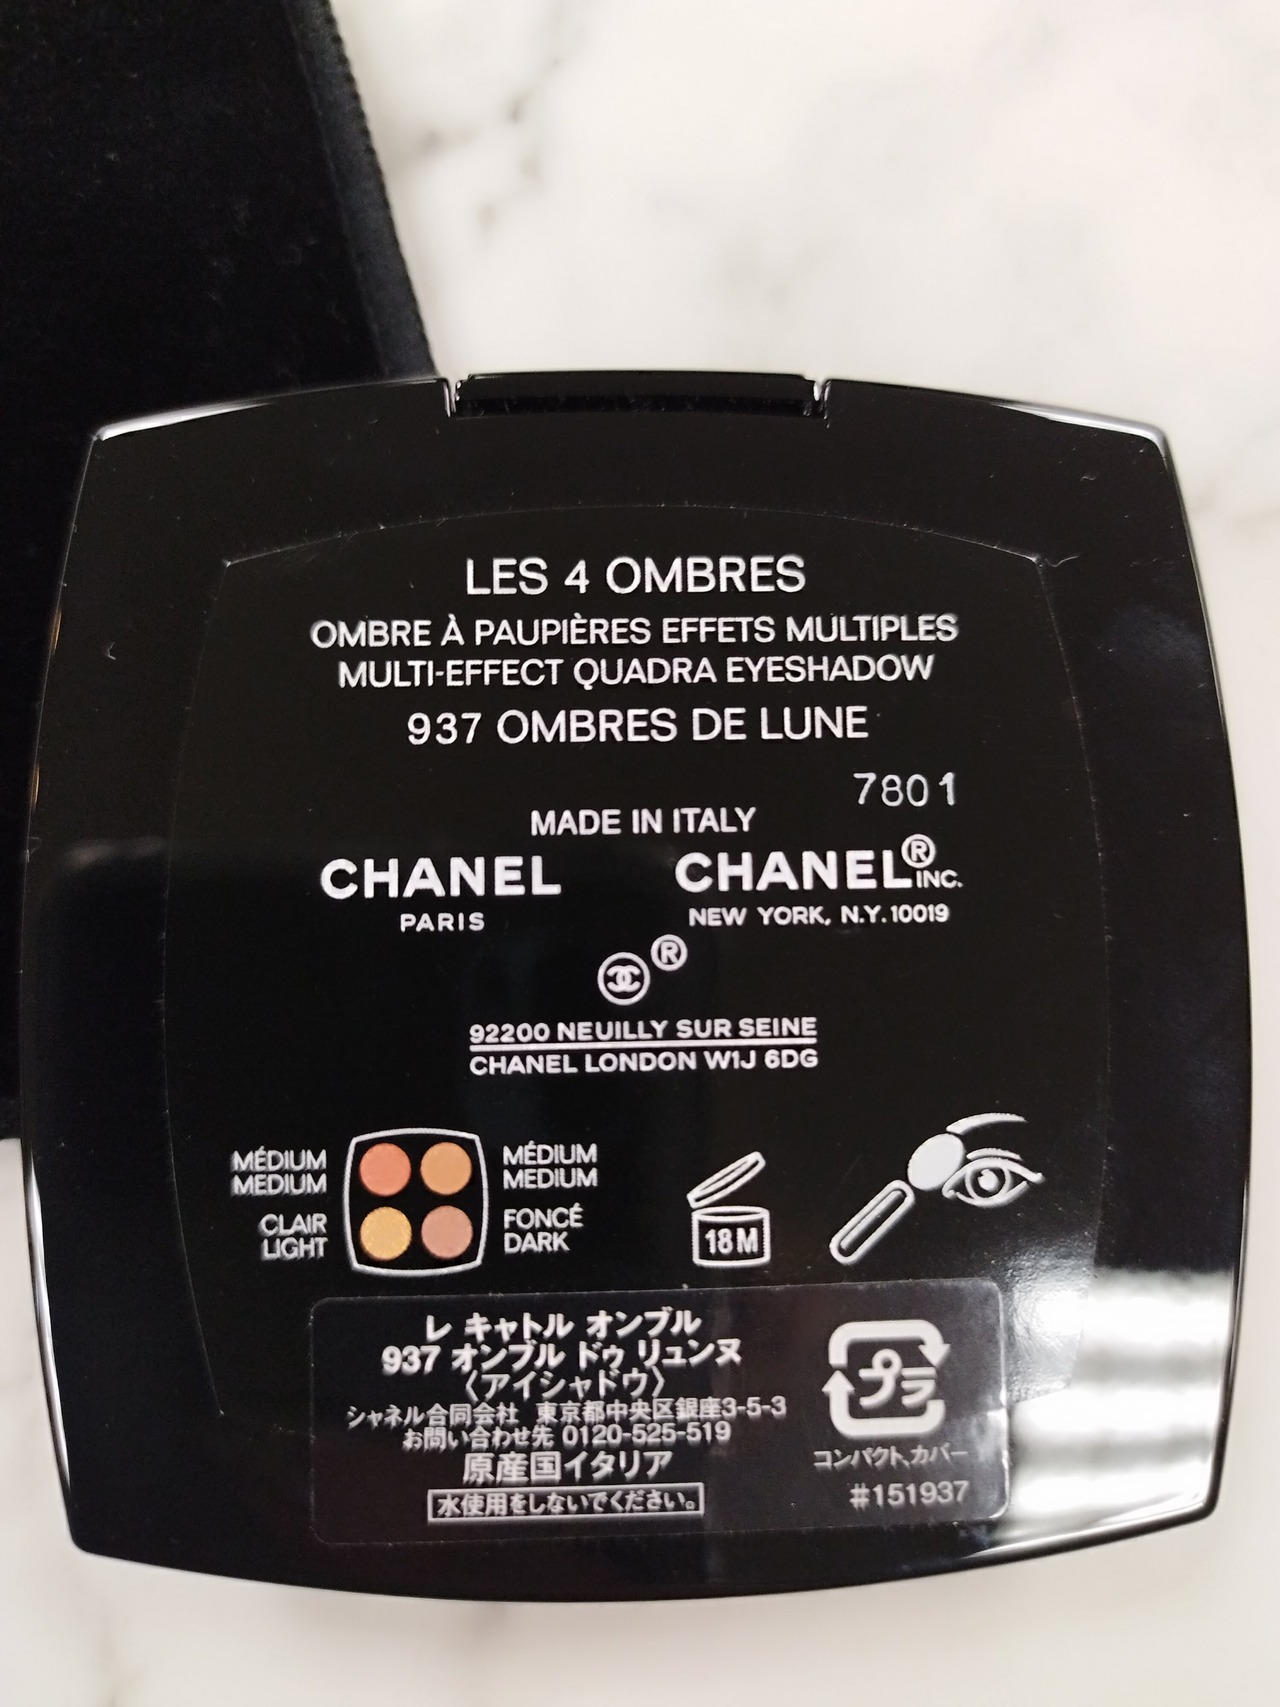 LES 4 OMBRES
OMBRE À PAUPIÈRES EFFETS MULTIPLES
MULTI-EFFECT QUADRA EYESHADOW
937 OMBRES DE LUNE
7801
MADE IN ITALY
CHANEL
PARIS
CHANEL® INC.
NEW YORK, N.Y. 10019
®
92200 NEUILLY SUR SEINE
CHANEL LONDON W1J 6DG
MÉDIUM
MEDIUM
MÉDIUM
MEDIUM
CLAIR
LIGHT
FONCÉ
DARK
18M
レ キャトル オンブル
937 オンブル ドゥ リュンヌ
〈アイシャドウ〉
シャネル合同会社 東京都中央区銀座3-5-3
お問い合わせ先 0120-525-519
原産国イタリア
水使用をしないでください。
プラ
コンパクト、カバー
#151937